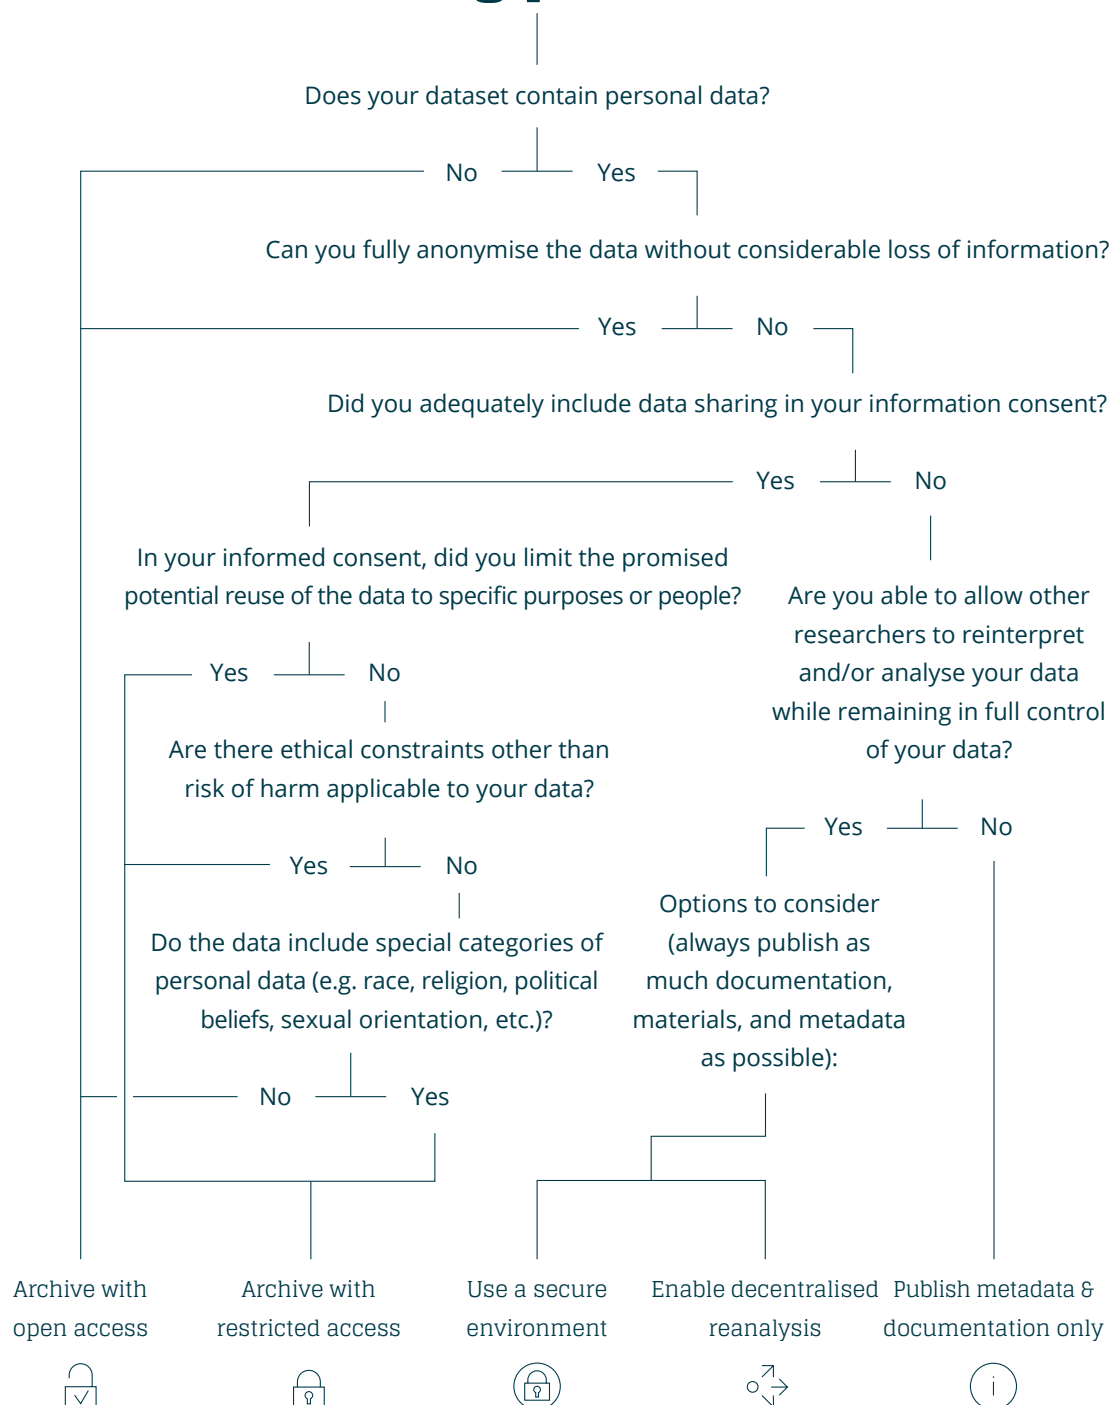 Does your dataset contain personal data?
No
Yes
Can you fully anonymise the data without considerable loss of information?
Yes
No
Did you adequately include data sharing in your information consent?
Yes
No
In your informed consent, did you limit the promised
potential reuse of the data to specific purposes or people?
Yes
No
Are there ethical constraints other than
risk of harm applicable to your data?
Yes
No
Do the data include special categories of
personal data (e.g. race, religion, political
beliefs, sexual orientation, etc.)?
No
Yes
Are you able to allow other
researchers to reinterpret
and/or analyse your data
while remaining in full control
of your data?
Yes
No
Options to consider
(always publish as
much documentation,
materials, and metadata
as possible):
Archive with
open access
Archive with
restricted access
Use a secure
environment
Enable decentralised
reanalysis
Publish metadata &
documentation only
i